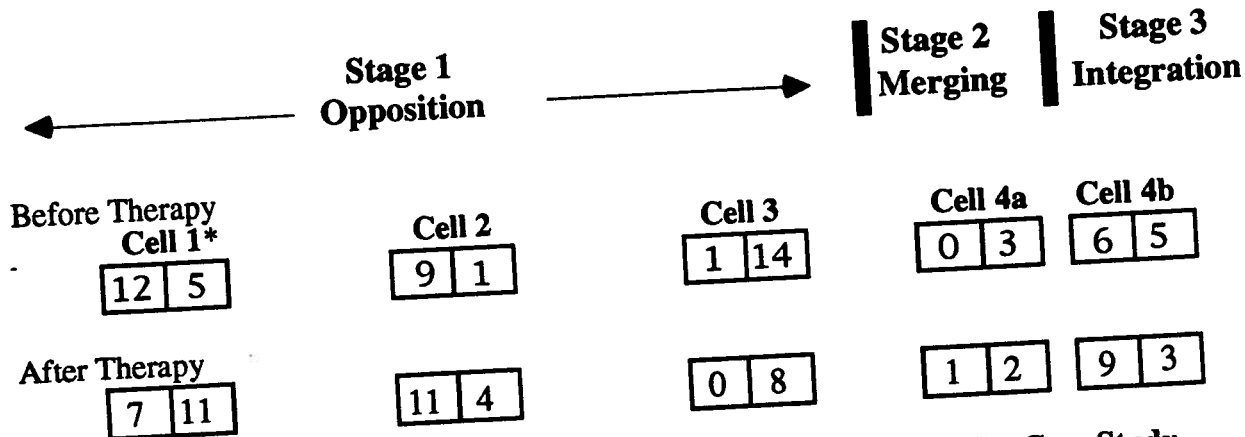 Stage 1
Opposition
Stage 2
Merging
Stage 3
Integration
Before Therapy
Cell 1*
Cell 2
Cell 3
Cell 4a
Cell 4b
12 5
9 1
1 14
0 3
6 5
After Therapy
7 11
11 4
0 8
1 2
9 3
Study